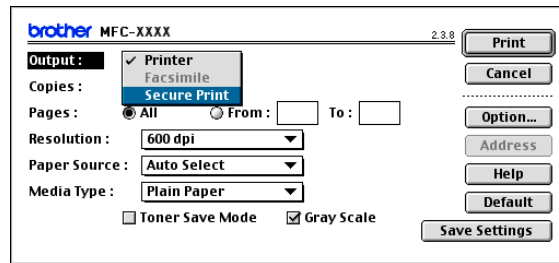 brother MFC-XXXX
2.3.8
Print
Output : ✓ Printer
Facsimile
Secure Print
Cancel
Copies :
Pages : All From : To :
Option...
Resolution : 600 dpi
Address
Paper Source : Auto Select
Help
Media Type : Plain Paper
Default
Toner Save Mode Gray Scale
Save Settings